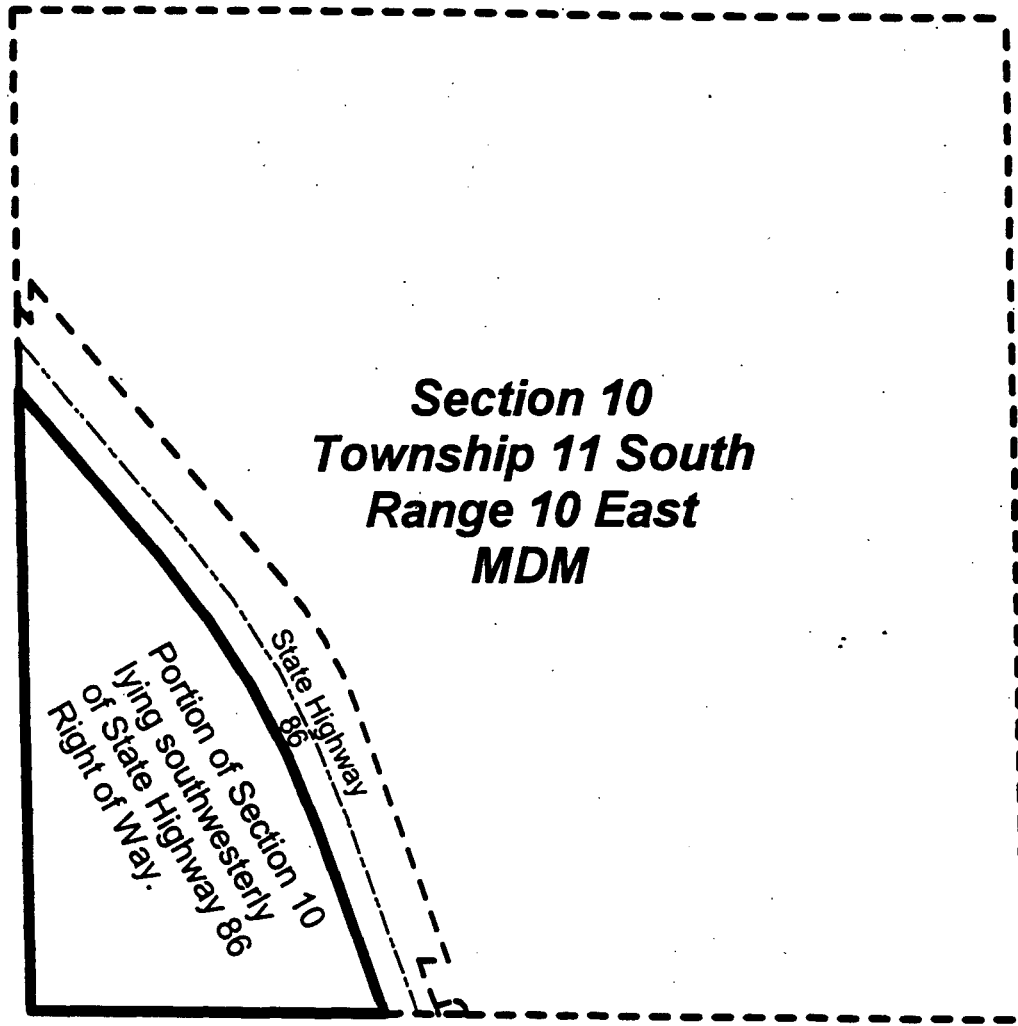 Section 10
Township 11 South
Range 10 East
MDM
State Highway
86
Portion of Section 10
lying southwesterly
of State Highway 86
Right of Way.